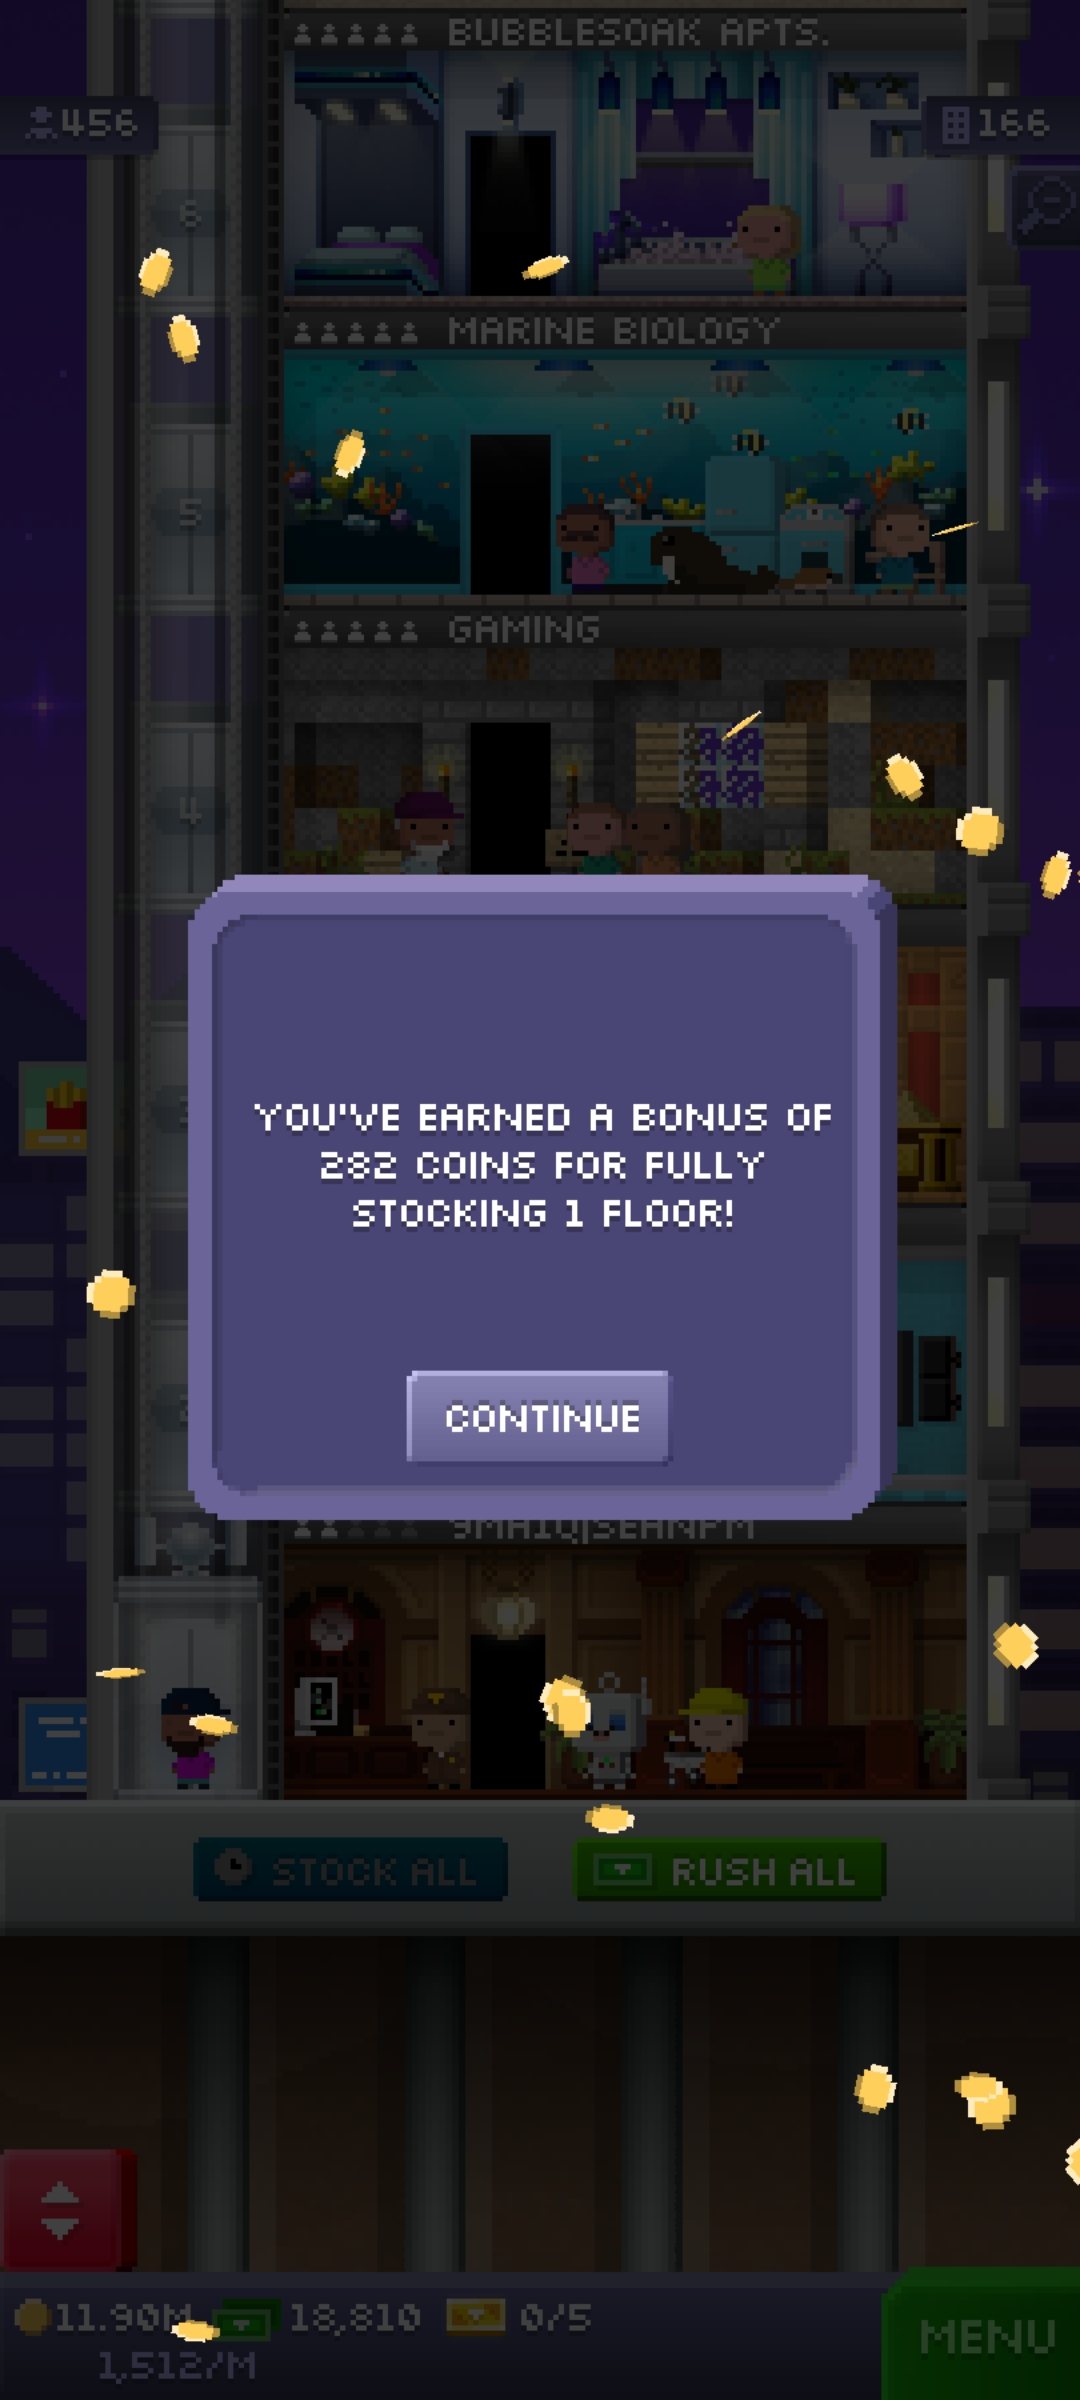 BUBBLESOAK APTS.
456
166
6
MARINE BIOLOGY
5
GAMING
4
YOU'VE EARNED A BONUS OF
282 COINS FOR FULLY
STOCKING 1 FLOOR!
CONTINUE
STOCK ALL
RUSH ALL
11.90M
18,810
0/5
1,512/M
MENU